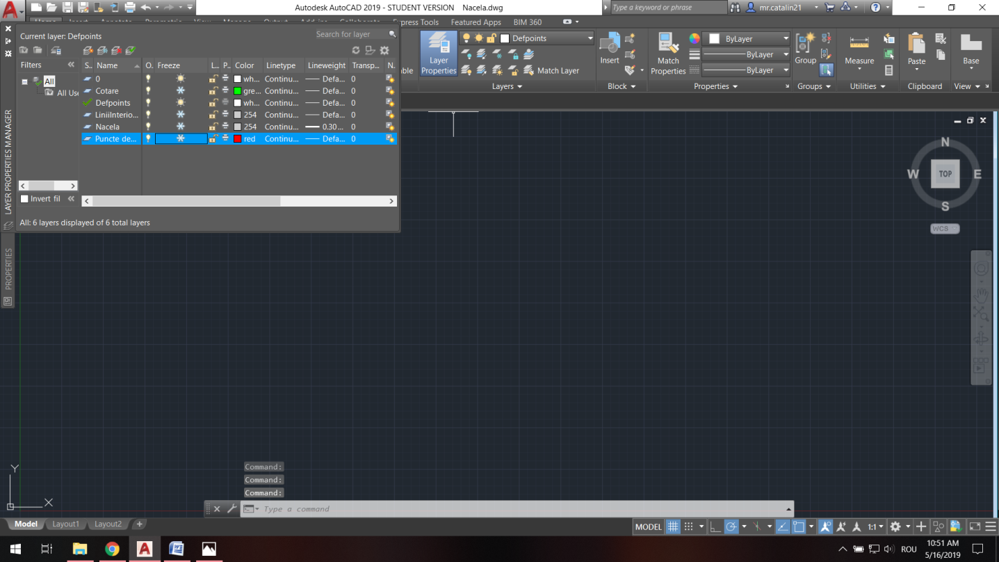 Autodesk AutoCAD 2019 - STUDENT VERSION Nacela.dwg
Type a keyword or phrase
mr.catalin21
Express Tools Featured Apps BIM 360
Current layer: Defpoints
Search for layer
Filters
S.. Name O. Freeze L... P.. Color Linetype Lineweight Transp... N.
All
All Use
0 wh... Continu... Defa... 0
Cotare gre... Continu... Defa... 0
Defpoints wh... Continu... Defa... 0
LiniiInterio... 254 Continu... Defa... 0
Nacela 254 Continu... 0.30 ... 0
Puncte de... red Continu... Defa... 0
Invert fil
All: 6 layers displayed of 6 total layers
LAYER PROPERTIES MANAGER
PROPERTIES
Layer
Properties
Defpoints
Match Layer
Layers
Insert
Block
Match
Properties
ByLayer
ByLayer
ByLayer
Properties
Group
Groups
Measure
Utilities
Paste
Clipboard
Base
View
N
W TOP E
S
WCS
Y
X
Command:
Command:
Command:
Type a command
Model Layout1 Layout2 +
MODEL 1:1
ROU
10:51 AM
5/16/2019